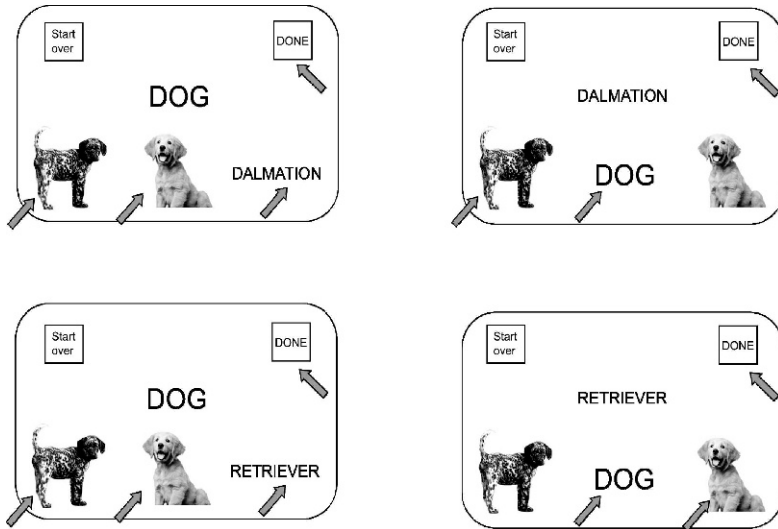 Start
over
DONE
DOG
DALMATION
Start
over
DONE
DALMATION
DOG
Start
over
DONE
DOG
RETRIEVER
Start
over
DONE
RETRIEVER
DOG